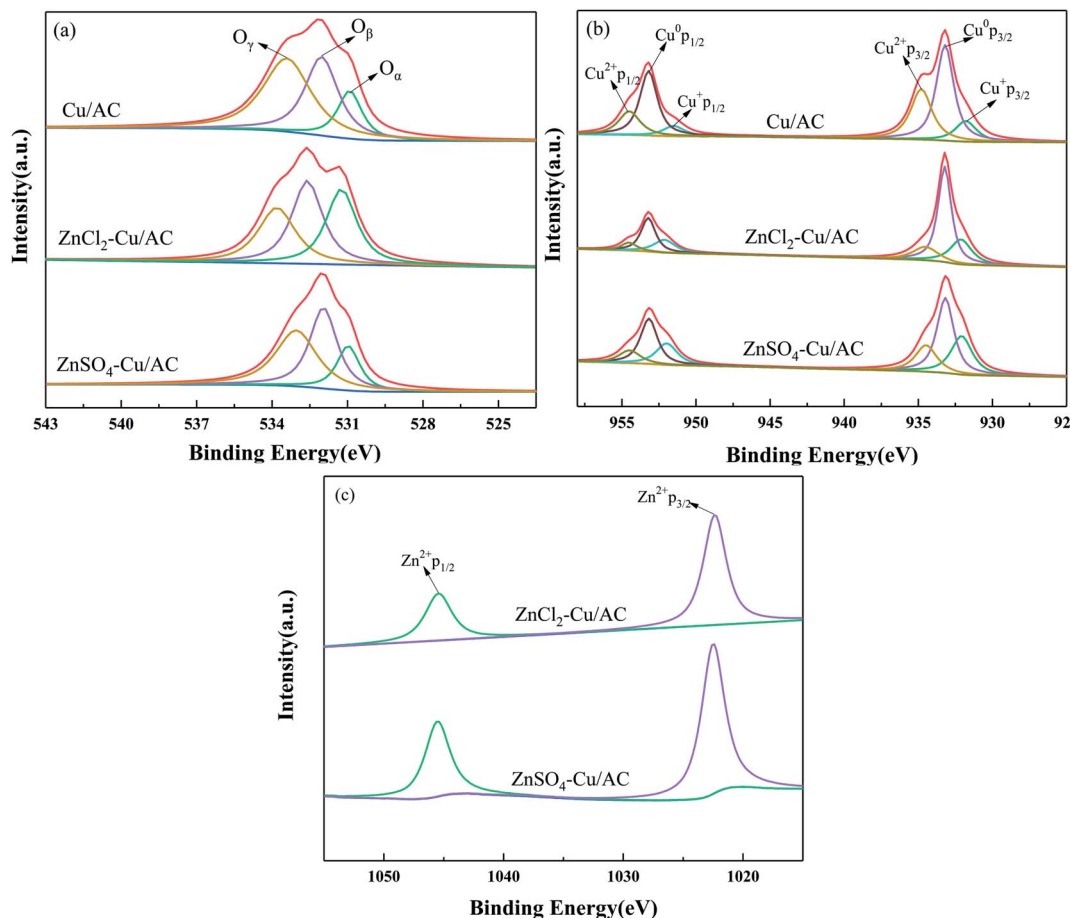 (a)
Oγ
Oβ
Oα
Cu/AC
ZnCl2-Cu/AC
ZnSO4-Cu/AC
Intensity(a.u.)
543 540 537 534 531 528 525
Binding Energy(eV)
(b)
Cu0p1/2
Cu2+p1/2
Cu+p1/2
Cu0p3/2
Cu2+p3/2
Cu+p3/2
Cu/AC
ZnCl2-Cu/AC
ZnSO4-Cu/AC
Intensity(a.u.)
955 950 945 940 935 930 92
Binding Energy(eV)
(c)
Zn2+p3/2
Zn2+p1/2
ZnCl2-Cu/AC
ZnSO4-Cu/AC
Intensity(a.u.)
1050 1040 1030 1020
Binding Energy(eV)